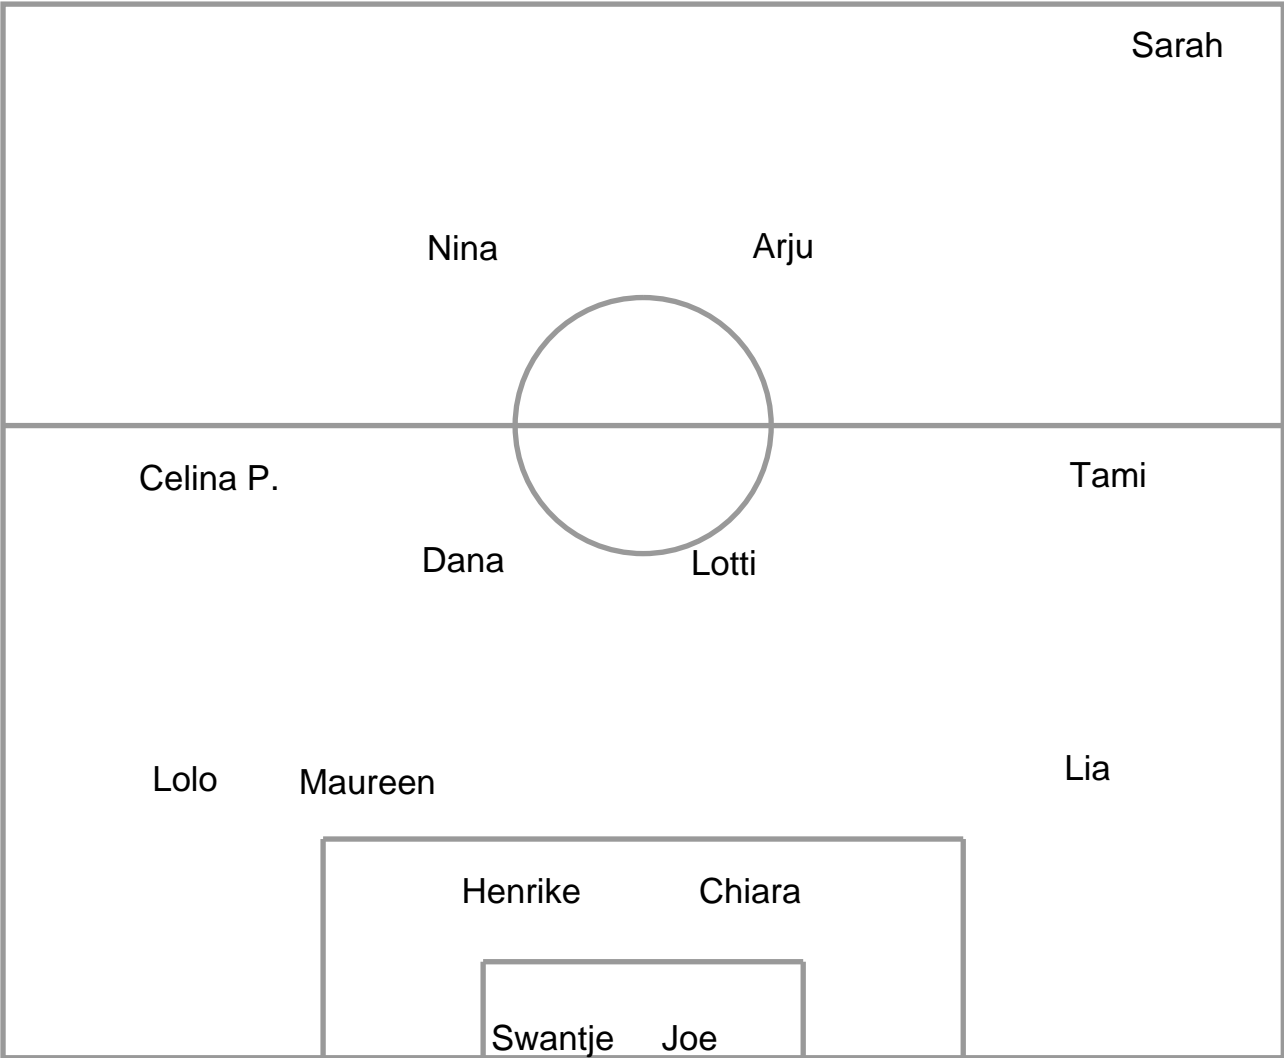 Sarah
Nina Arju
Celina P. Tami
Dana Lotti
Lolo Maureen Lia
Henrike Chiara
Swantje Joe